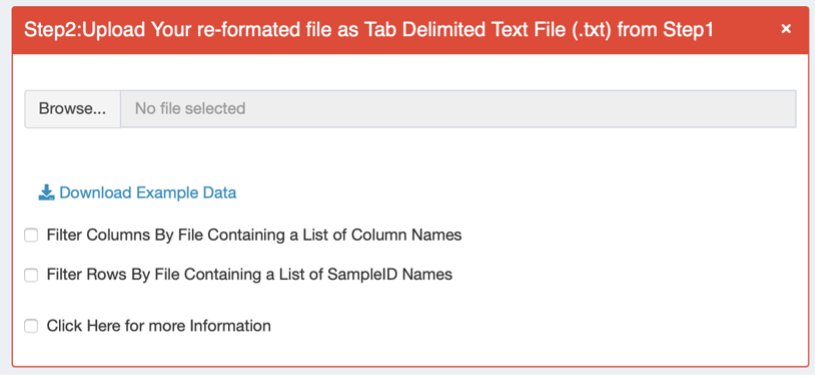 Step2:Upload Your re-formated file as Tab Delimited Text File (.txt) from Step1 ×
Browse... No file selected
Download Example Data
Filter Columns By File Containing a List of Column Names
Filter Rows By File Containing a List of SampleID Names
Click Here for more Information